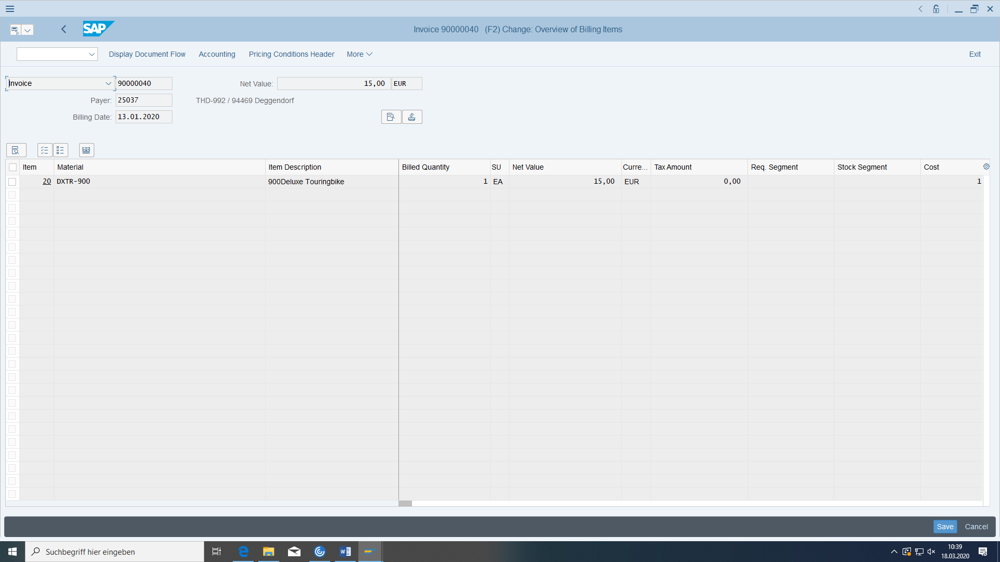 SAP
Invoice 90000040 (F2) Change: Overview of Billing Items
Display Document Flow Accounting Pricing Conditions Header More Exit
Invoice 90000040 Net Value: 15,00 EUR
Payer: 25037 THD-992 / 94469 Deggendorf
Billing Date: 13.01.2020
Item Material Item Description Billed Quantity SU Net Value Curre... Tax Amount Req. Segment Stock Segment Cost
20 DXTR-900 900Deluxe Touringbike 1 EA 15,00 EUR 0,00 1
Save Cancel
Suchbegriff hier eingeben
10:39
18.03.2020